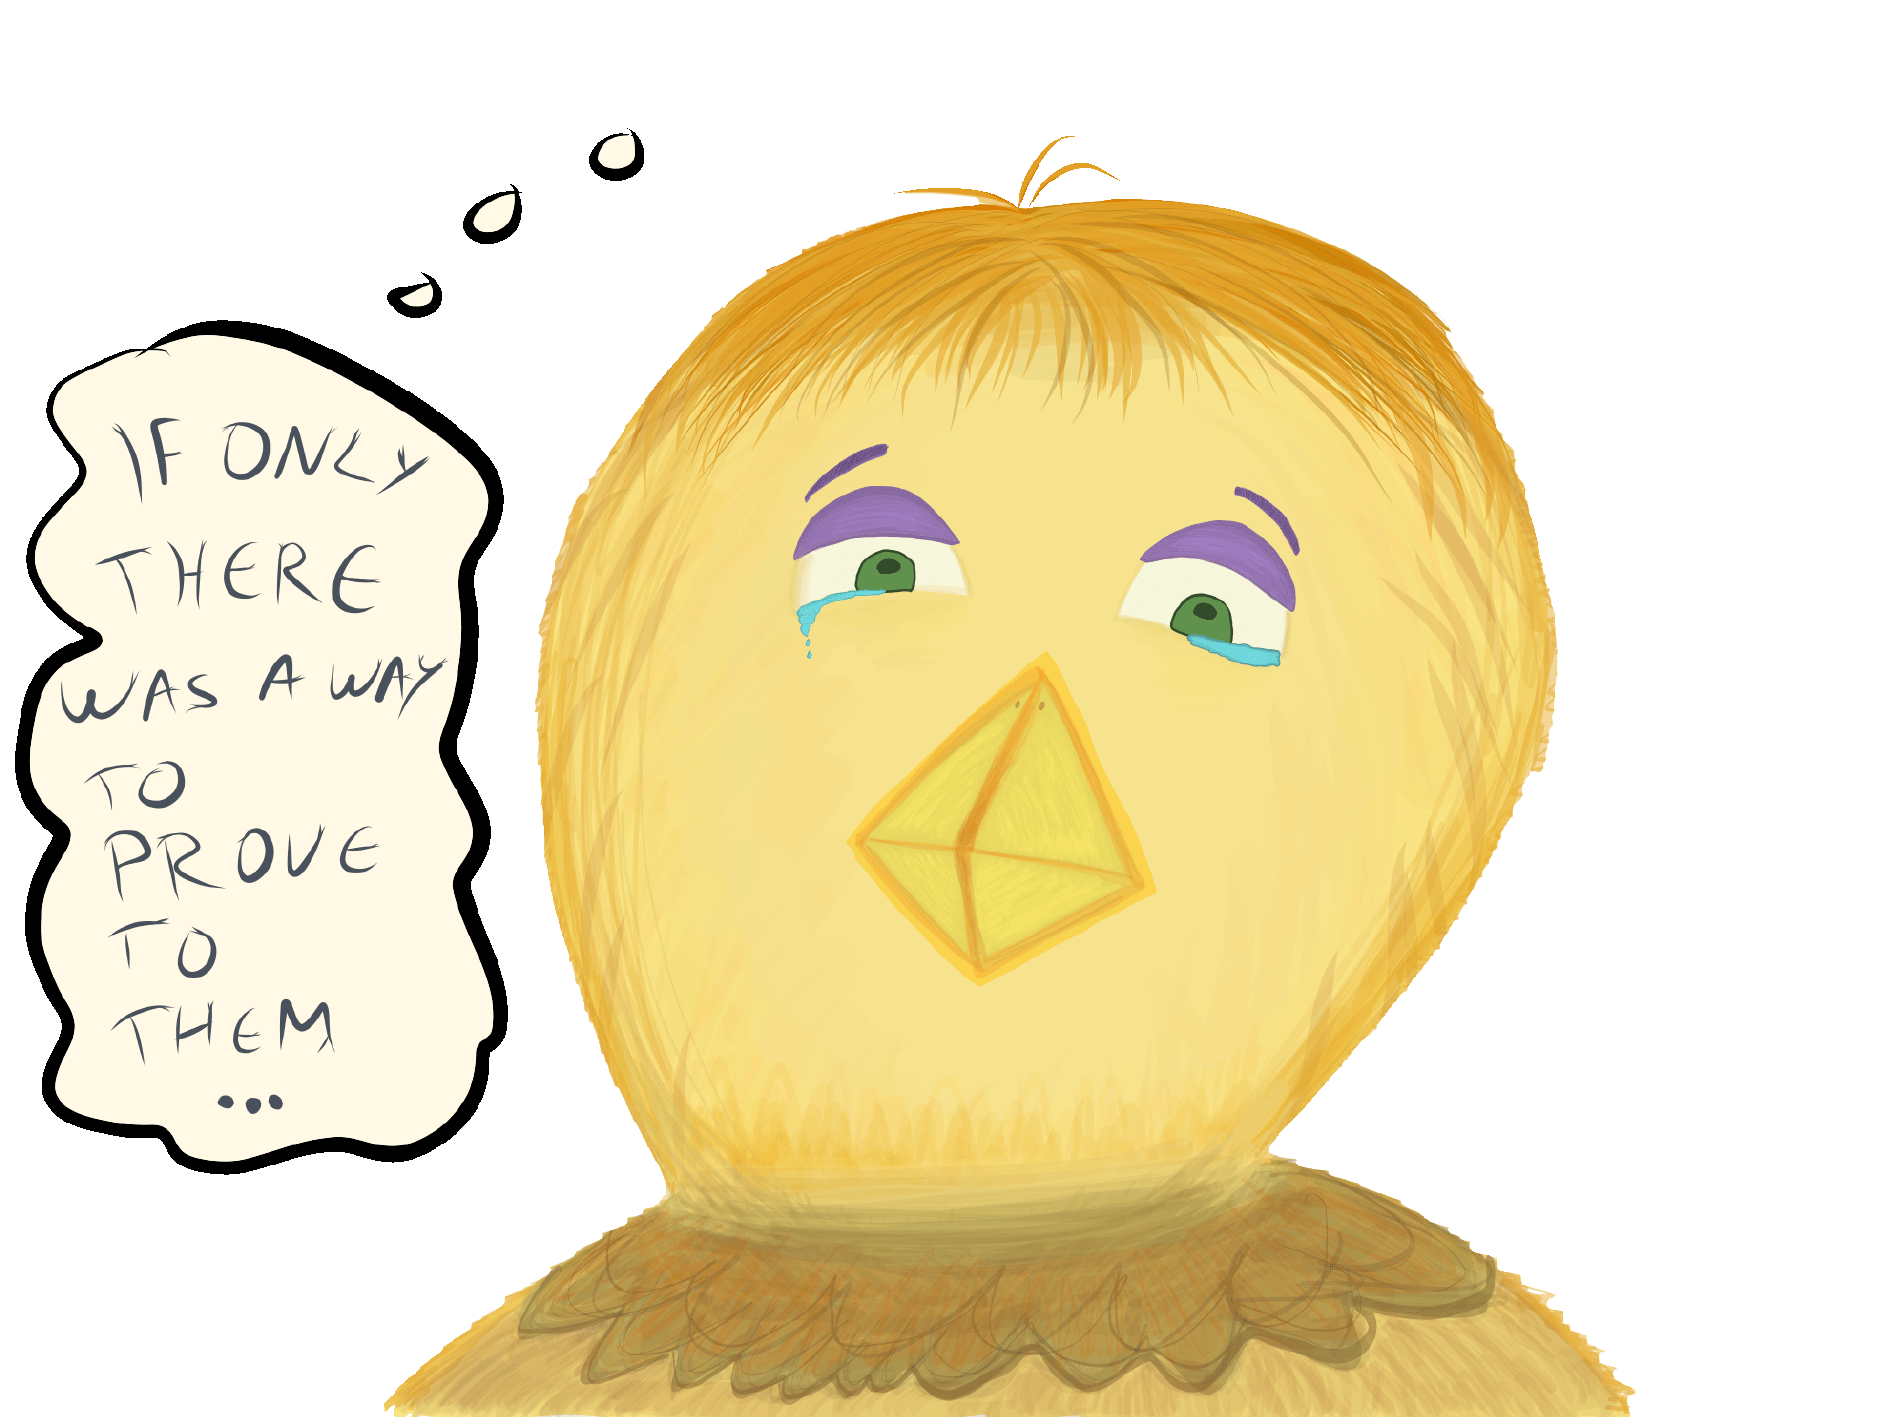 IF ONLY
THERE
WAS A WAY
TO
PROVE
TO
THEM
...